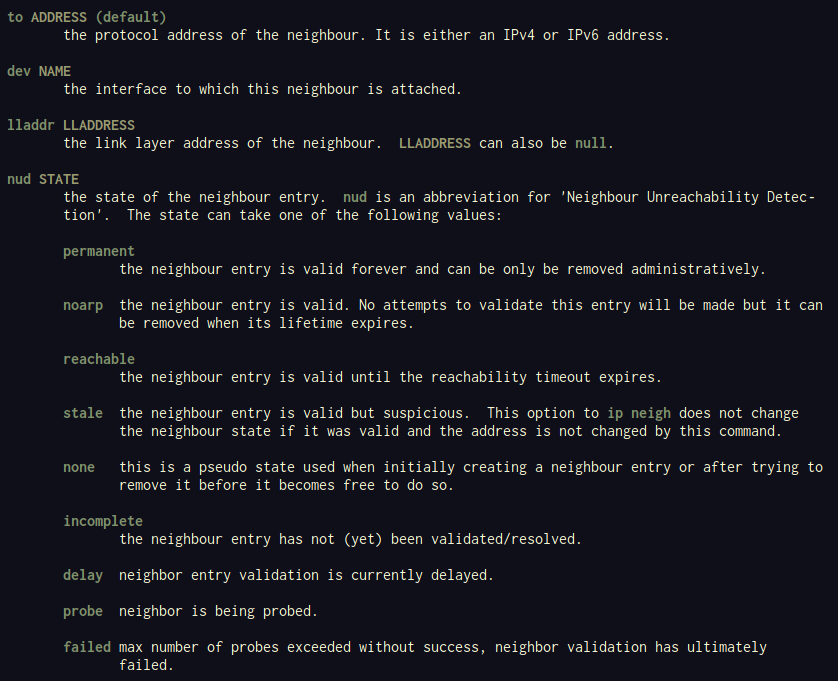 to ADDRESS (default)
the protocol address of the neighbour. It is either an IPv4 or IPv6 address.
dev NAME
the interface to which this neighbour is attached.
lladdr LLADDRESS
the link layer address of the neighbour.  LLADDRESS can also be null.
nud STATE
the state of the neighbour entry.  nud is an abbreviation for 'Neighbour Unreachability Detec-
tion'.  The state can take one of the following values:
permanent
the neighbour entry is valid forever and can be only be removed administratively.
noarp  the neighbour entry is valid. No attempts to validate this entry will be made but it can
be removed when its lifetime expires.
reachable
the neighbour entry is valid until the reachability timeout expires.
stale  the neighbour entry is valid but suspicious.  This option to ip neigh does not change
the neighbour state if it was valid and the address is not changed by this command.
none   this is a pseudo state used when initially creating a neighbour entry or after trying to
remove it before it becomes free to do so.
incomplete
the neighbour entry has not (yet) been validated/resolved.
delay  neighbor entry validation is currently delayed.
probe  neighbor is being probed.
failed max number of probes exceeded without success, neighbor validation has ultimately
failed.